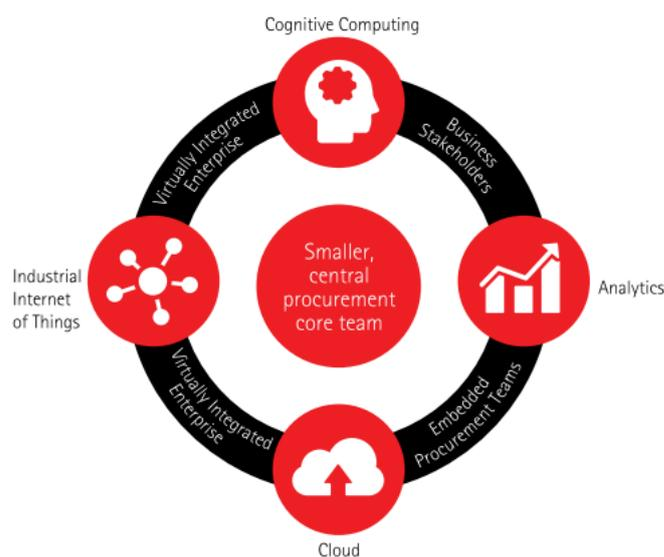 Cognitive Computing
Virtually Integrated
Enterprise
Business
Stakeholders
Smaller,
central
procurement
core team
Industrial
Internet
of Things
Analytics
Virtually Integrated
Enterprise
Embedded
Procurement Teams
Cloud